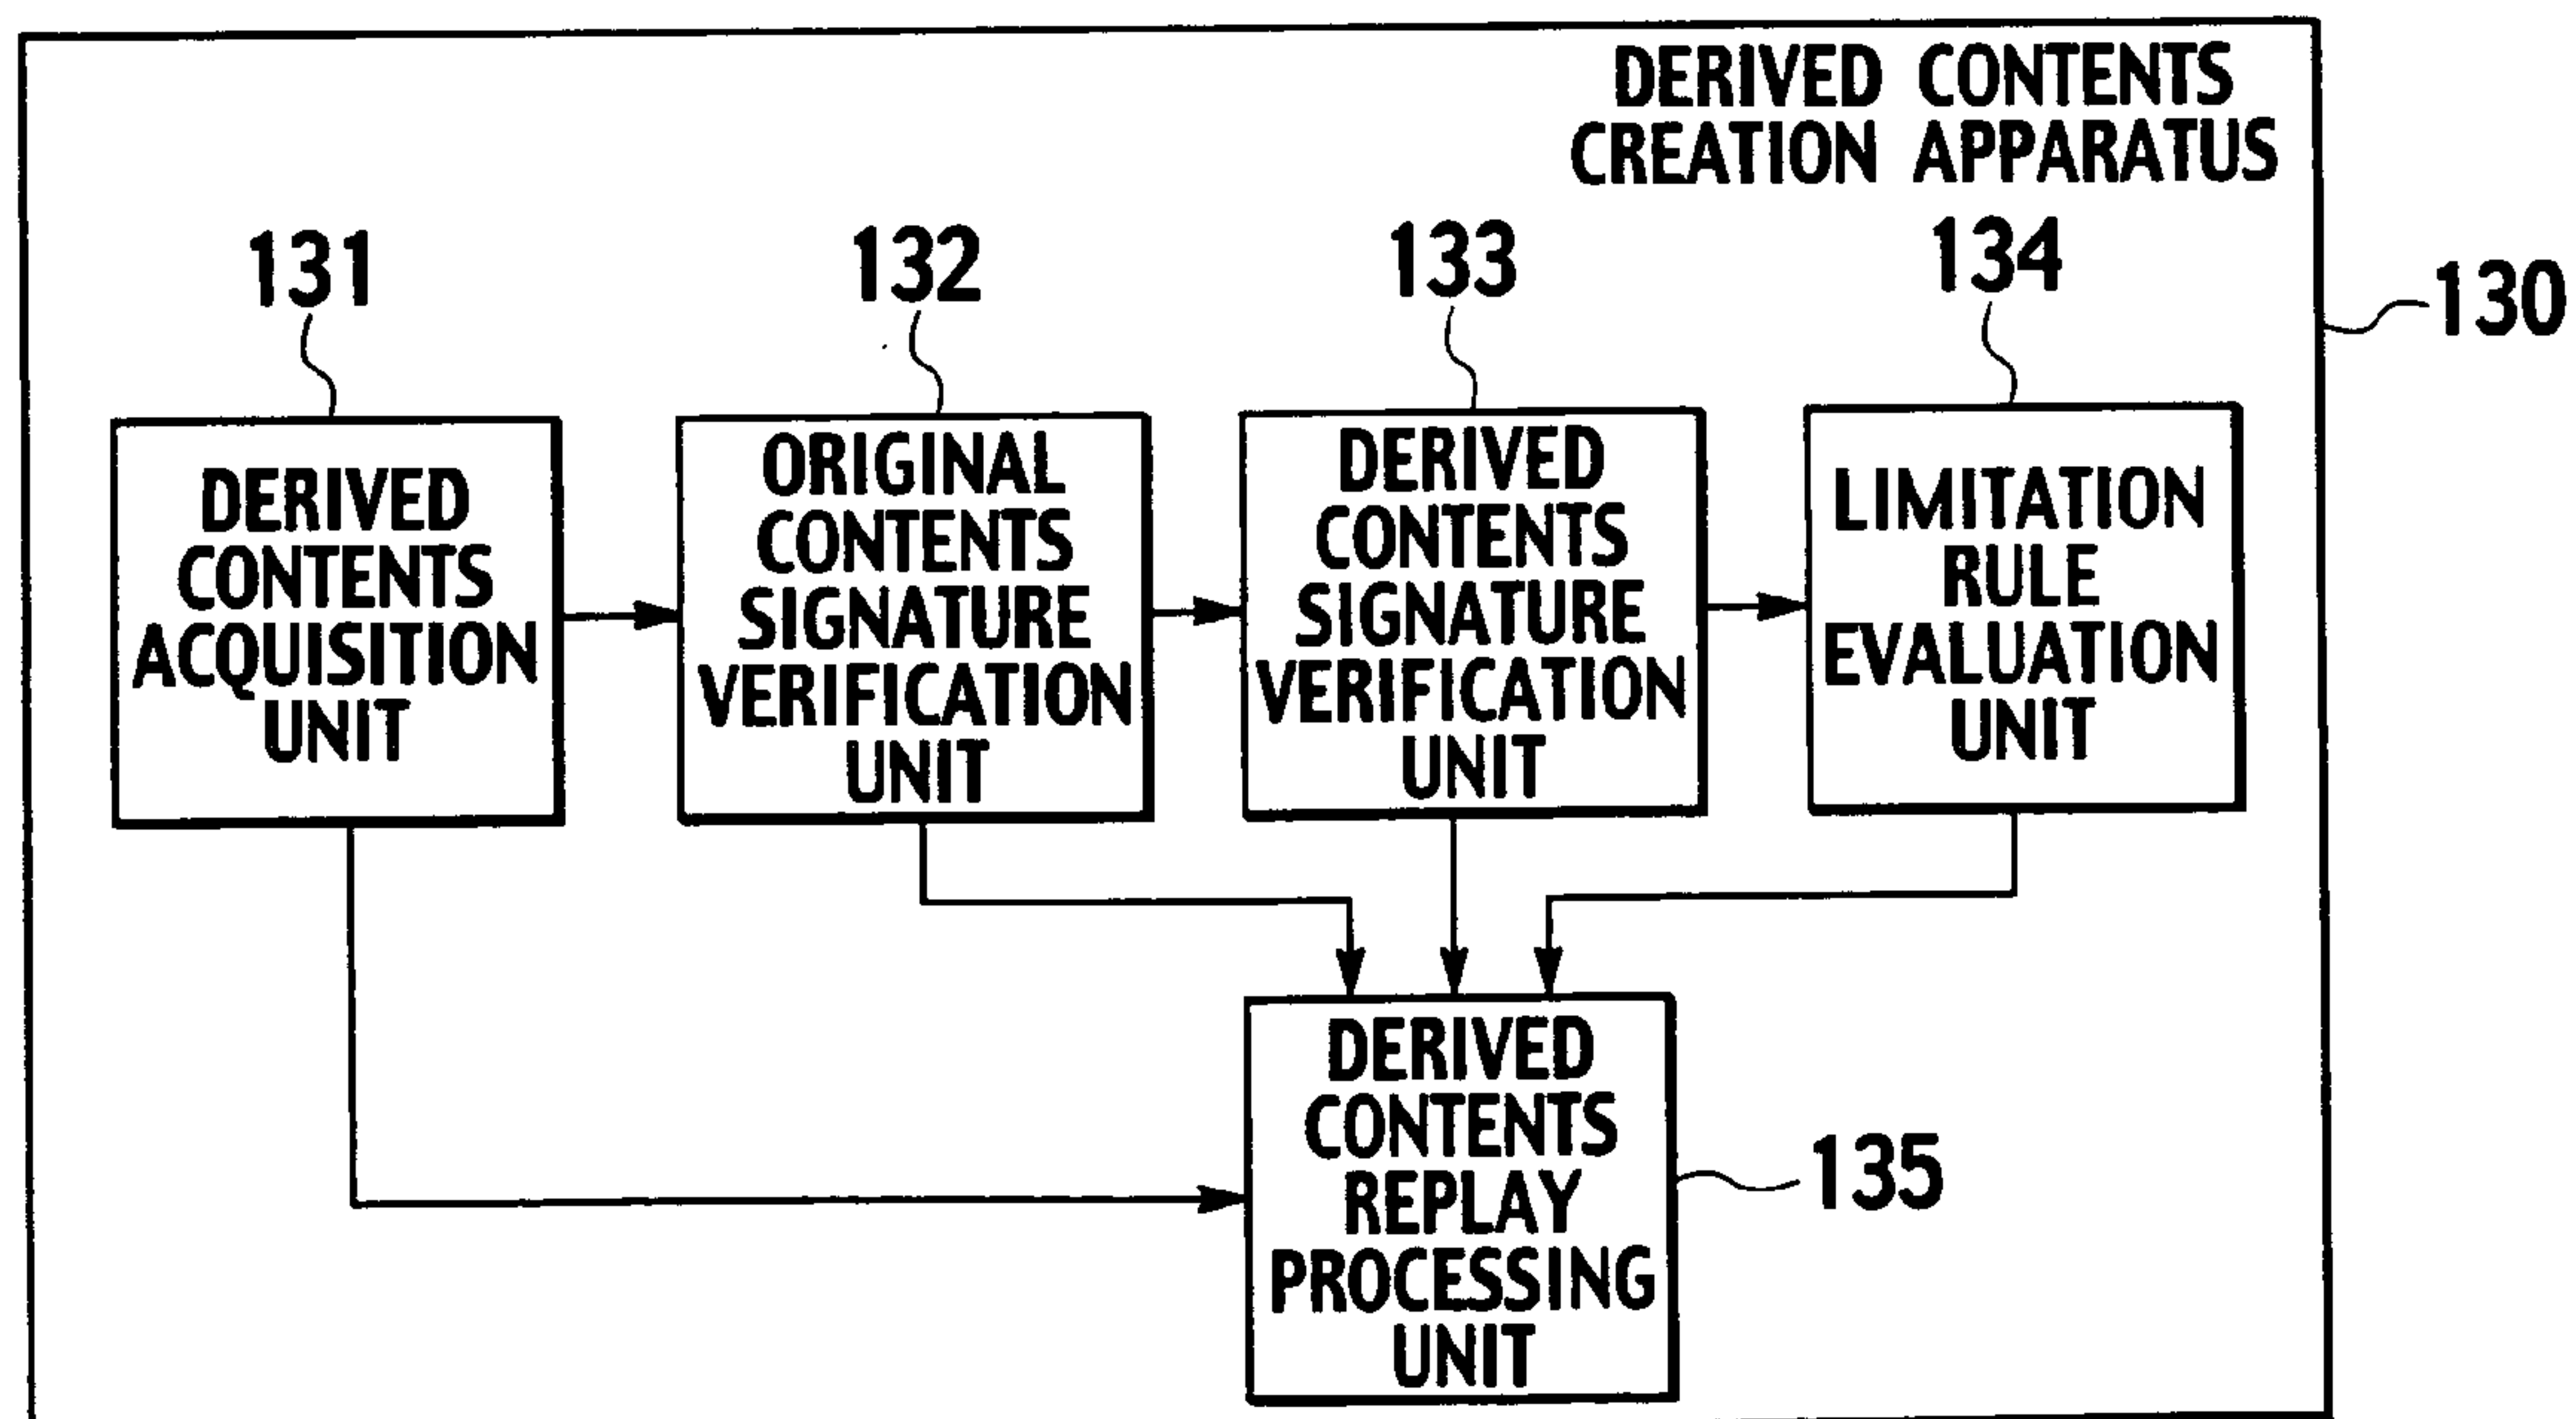 DERIVED CONTENTS
CREATION APPARATUS
131
132
133
134
130
DERIVED
CONTENTS
ACQUISITION
UNIT
ORIGINAL
CONTENTS
SIGNATURE
VERIFICATION
UNIT
DERIVED
CONTENTS
SIGNATURE
VERIFICATION
UNIT
LIMITATION
RULE
EVALUATION
UNIT
DERIVED
CONTENTS
REPLAY
PROCESSING
UNIT
135